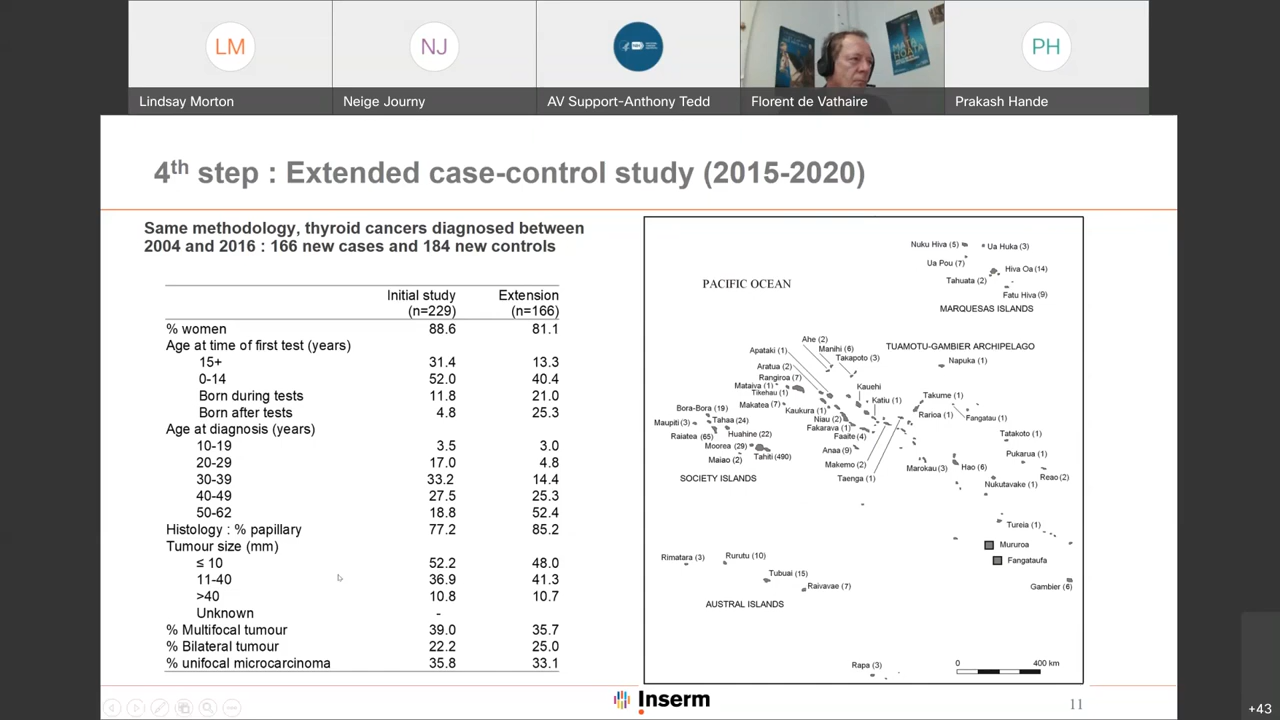 LM
NJ
PH
Lindsay Morton
Neige Journy
AV Support-Anthony Tedd
Florent de Vathaire
Prakash Hande
4th step : Extended case-control study (2015-2020)
Same methodology, thyroid cancers diagnosed between
2004 and 2016 : 166 new cases and 184 new controls
Initial study Extension
(n=229) (n=166)
% women 88.6 81.1
Age at time of first test (years)
15+ 31.4 13.3
0-14 52.0 40.4
Born during tests 11.8 21.0
Born after tests 4.8 25.3
Age at diagnosis (years)
10-19 3.5 3.0
20-29 17.0 4.8
30-39 33.2 14.4
40-49 27.5 25.3
50-62 18.8 52.4
Histology : % papillary 77.2 85.2
Tumour size (mm)
≤ 10 52.2 48.0
11-40 36.9 41.3
>40 10.8 10.7
Unknown -
% Multifocal tumour 39.0 35.7
% Bilateral tumour 22.2 25.0
% unifocal microcarcinoma 35.8 33.1
Nuku Hiva (5)
Ua Huka (3)
Ua Pou (7)
Hiva Oa (14)
Tahuata (2)
Fatu Hiva (9)
PACIFIC OCEAN
MARQUESAS ISLANDS
Ahe (2)
Manihi (6)
Takapoto (3)
TUAMOTU-GAMBIER ARCHIPELAGO
Apataki (1)
Napuka (1)
Aratua (2)
Rangiroa (7)
Mataiva (1)
Tikehau (1)
Kauehi
Katiu (1)
Takume (1)
Makatea (7)
Kaukura (1)
Rarioa (1)
Fangatau (1)
Bora-Bora (19)
Maupiti (3)
Tahaa (24)
Niau (2)
Fakarava (1)
Raiatea (65)
Huahine (22)
Faaite (4)
Tatakoto (1)
Moorea (29)
Anaa (9)
Pukarua (1)
Maiao (2)
Tahiti (490)
Makemo (2)
Marokau (3)
Hao (6)
Reao (2)
SOCIETY ISLANDS
Taenga (1)
Nukutavake (1)
Tureia (1)
Mururoa
Fangataufa
Rimatara (3)
Rurutu (10)
Tubuai (15)
Raivavae (7)
Gambier (6)
AUSTRAL ISLANDS
Rapa (3)
0 400 km
Inserm
11
+43